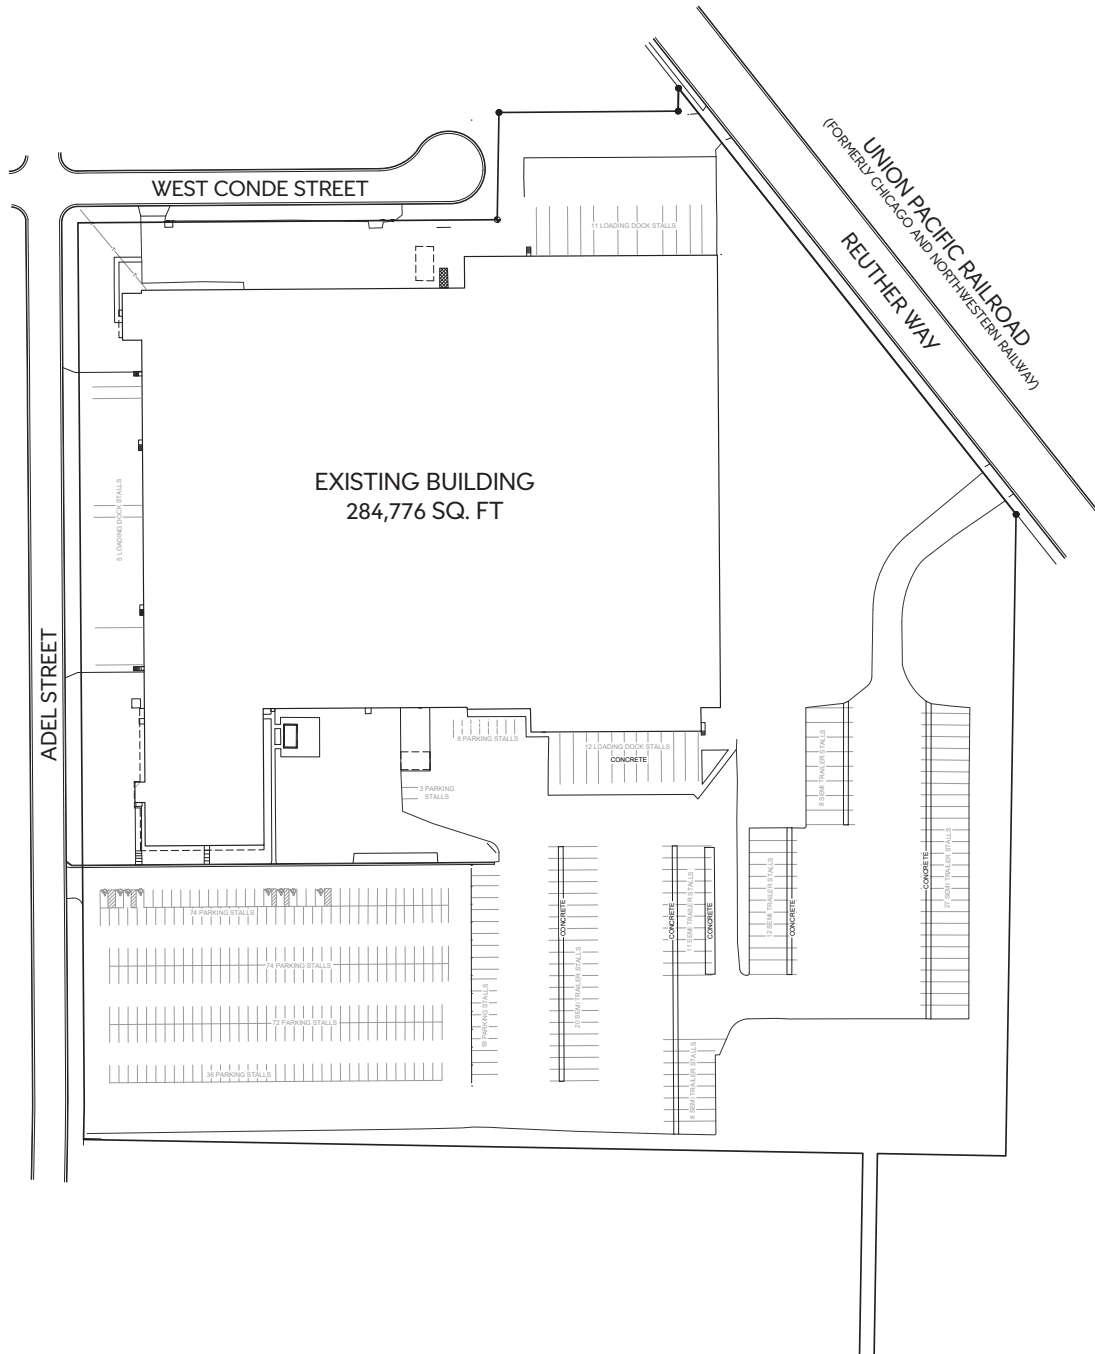 UNION PACIFIC RAILROAD
(FORMERLY CHICAGO AND NORTHWESTERN RAILWAY)
REUTHER WAY
WEST CONDE STREET
11 LOADING DOCK STALLS
EXISTING BUILDING
284,776 SQ. FT
5 LOADING DOCK STALLS
ADEL STREET
8 PARKING STALLS
12 LOADING DOCK STALLS
CONCRETE
3 PARKING
STALLS
8 SEMI TRAILER STALLS
CONCRETE
27 SEMI TRAILER STALLS
12 SEMI TRAILER STALLS
CONCRETE
CONCRETE
11 SEMI TRAILER STALLS
CONCRETE
CONCRETE
20 SEMI TRAILER STALLS
74 PARKING STALLS
74 PARKING STALLS
72 PARKING STALLS
36 PARKING STALLS
19 PARKING STALLS
8 SEMI TRAILER STALLS